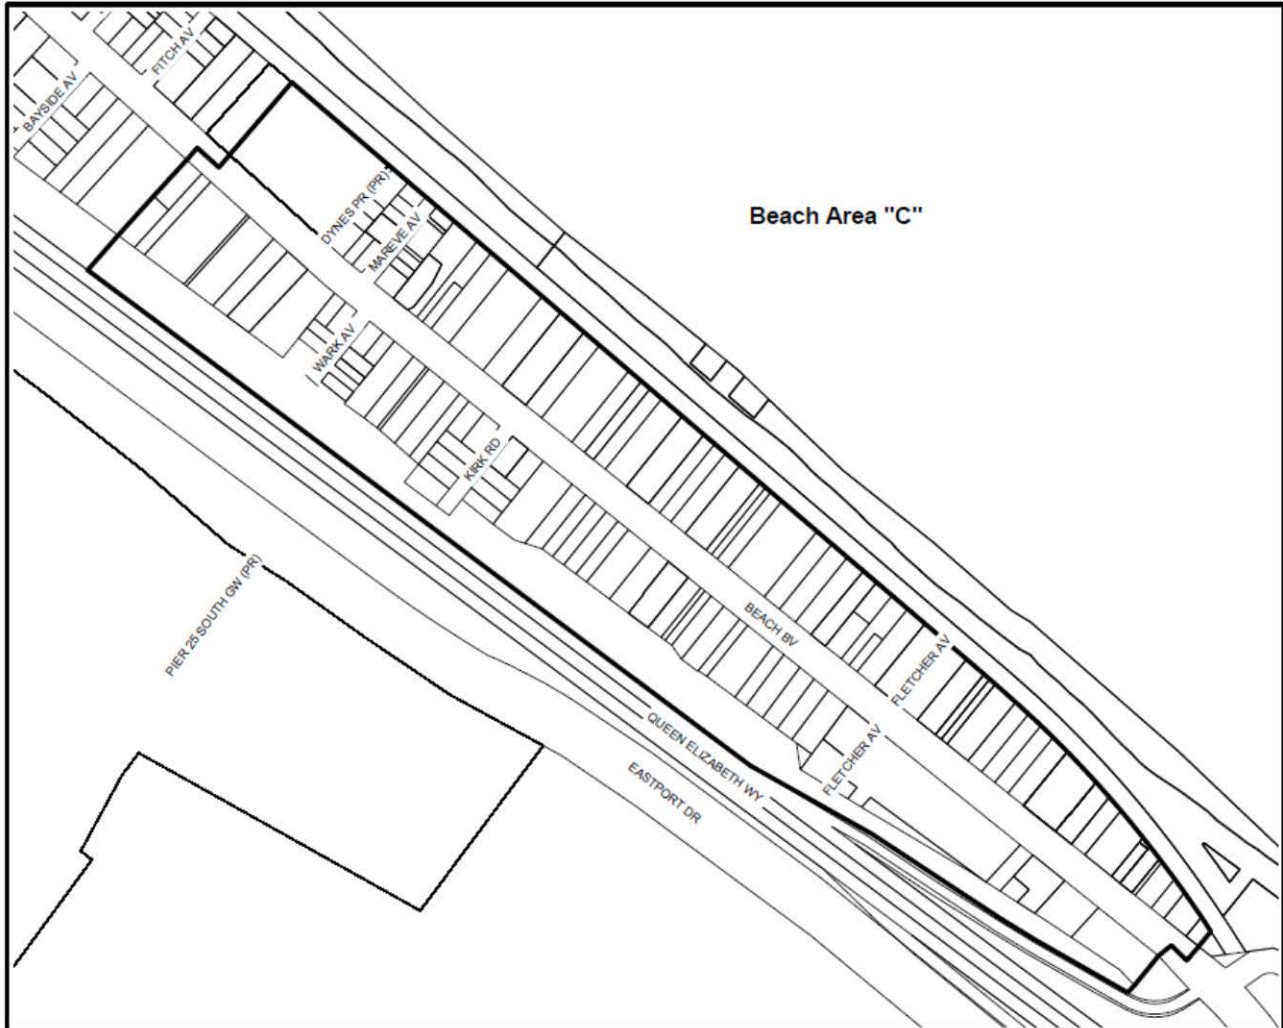 FITCH AV
BAYSIDE AV
Beach Area "C"
DYNES PR (PR)
MAREVE AV
WARK AV
KIRK RD
PIER 25 SOUTH GW (PR)
BEACH BV
FLETCHER AV
FLETCHER AV
QUEEN ELIZABETH WY
EASTPORT DR